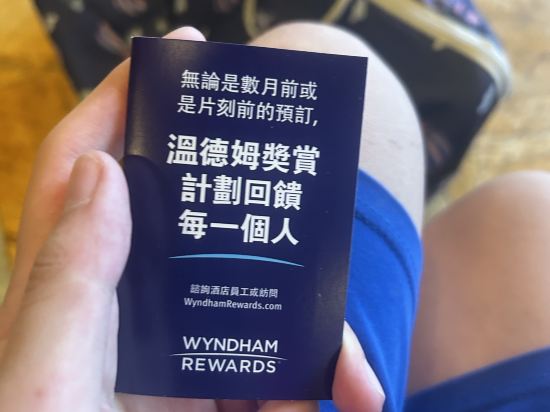 無論是數月前或
是片刻前的預訂,
溫德姆獎賞
計劃回饋
每一個人
諮詢酒店員工或訪問
WyndhamRewards.com
WYNDHAM
REWARDS